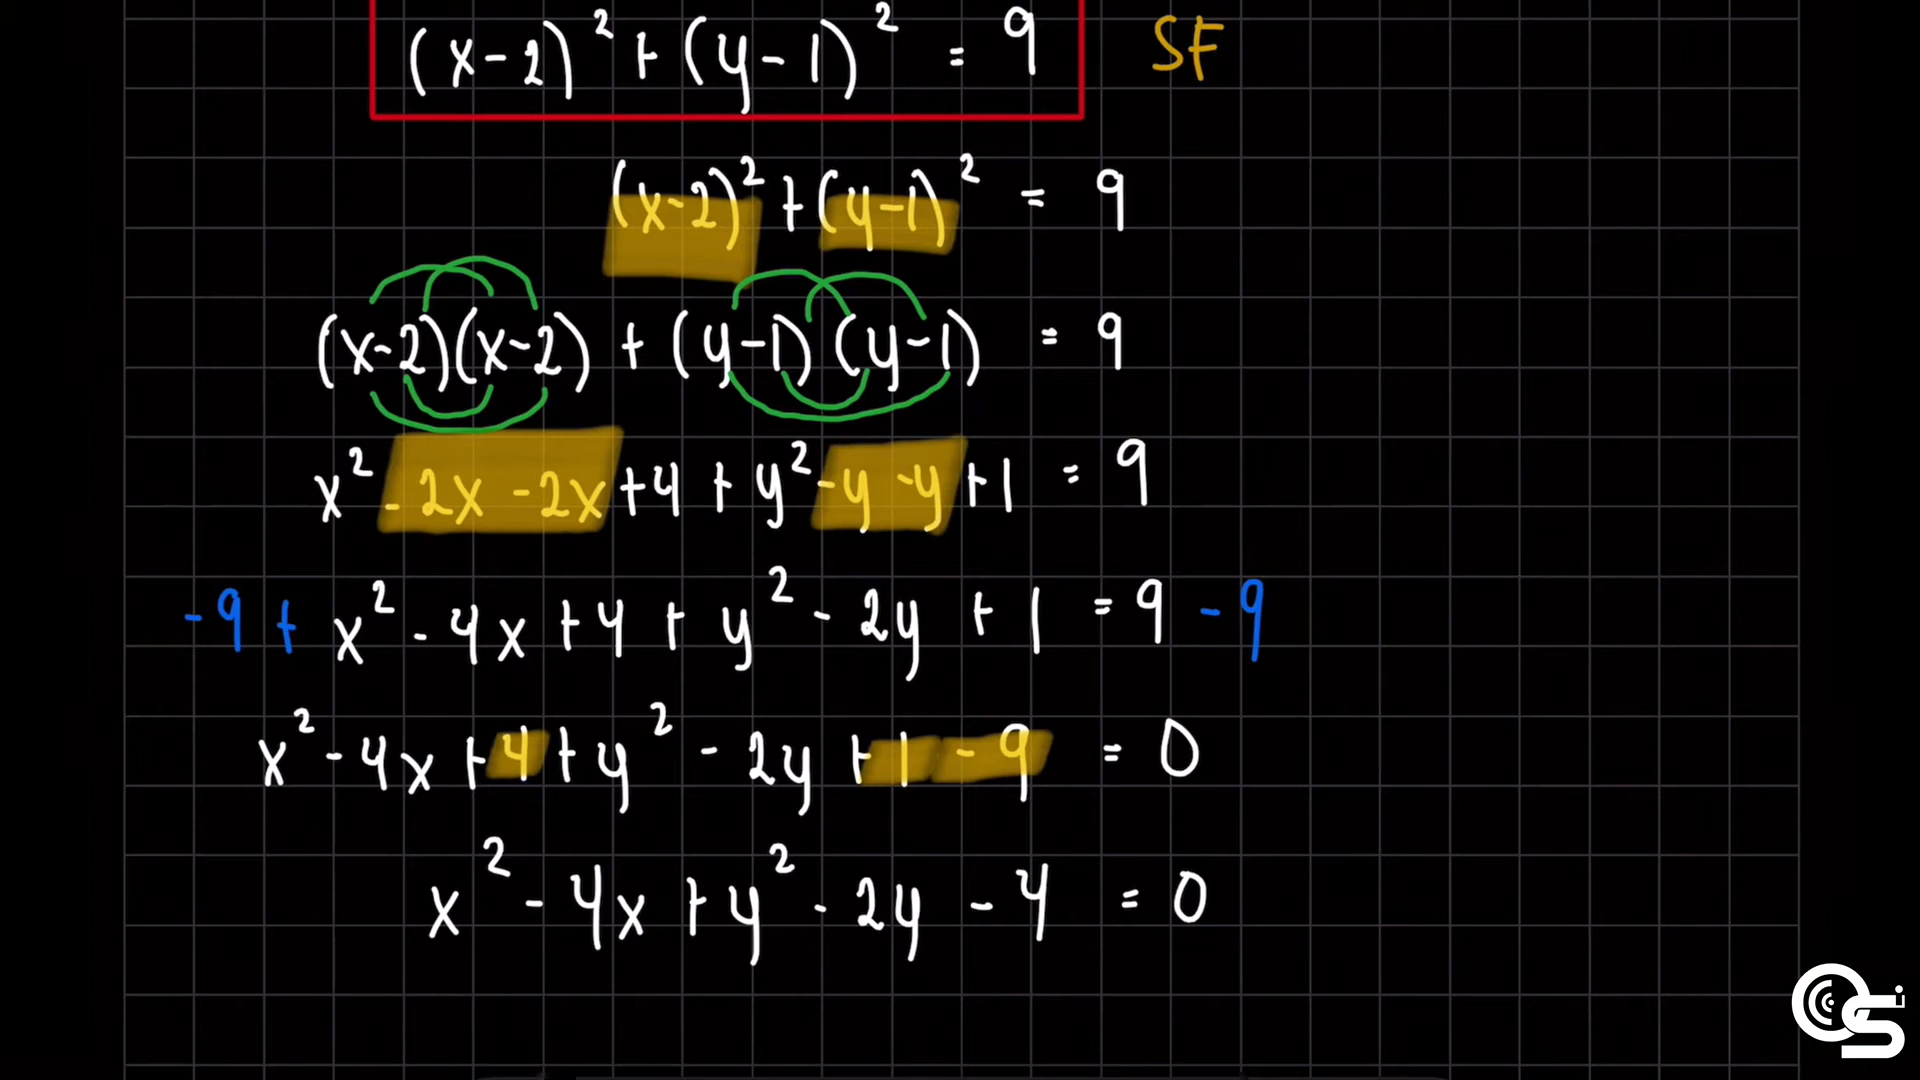 (x-2)² + (y-1)² = 9 SF
(x-2)² + (y-1)² = 9
(x-2)(x-2) + (y-1)(y-1) = 9
x² - 2x - 2x + 4 + y² - y - y + 1 = 9
-9 + x² - 4x + 4 + y² - 2y + 1 = 9 - 9
x² - 4x + 4 + y² - 2y + 1 - 9 = 0
x² - 4x + y² - 2y - 4 = 0